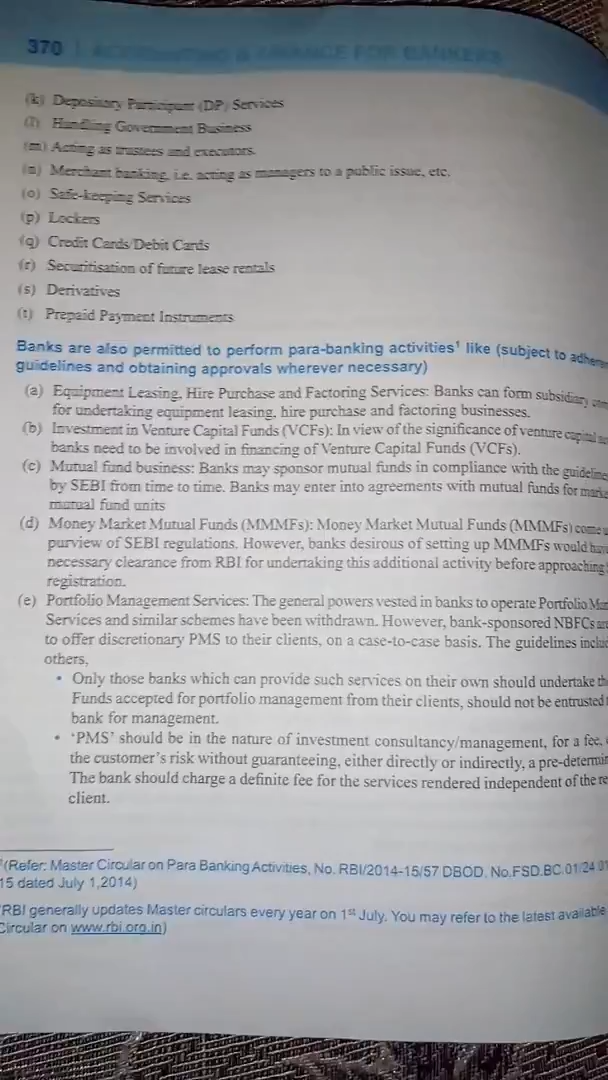 370 | ACCOUNTING & FINANCE FOR BANKERS
(k) Depository Participant (DP) Services
(l) Handling Government Business
(m) Acting as trustees and executors.
(n) Merchant banking, i.e. acting as managers to a public issue, etc.
(o) Safe-keeping Services
(p) Lockers
(q) Credit Cards/Debit Cards
(r) Securitisation of future lease rentals
(s) Derivatives
(t) Prepaid Payment Instruments
Banks are also permitted to perform para-banking activities¹ like (subject to
guidelines and obtaining approvals wherever necessary)
(a) Equipment Leasing, Hire Purchase and Factoring Services: Banks can form subsidiary
for undertaking equipment leasing, hire purchase and factoring businesses.
(b) Investment in Venture Capital Funds (VCFs): In view of the significance of venture capital
banks need to be involved in financing of Venture Capital Funds (VCFs).
(c) Mutual fund business: Banks may sponsor mutual funds in compliance with the
by SEBI from time to time. Banks may enter into agreements with mutual funds for
mutual fund units
(d) Money Market Mutual Funds (MMMFs): Money Market Mutual Funds (MMMFs) come
purview of SEBI regulations. However, banks desirous of setting up MMMFs would
necessary clearance from RBI for undertaking this additional activity before approaching
registration.
(e) Portfolio Management Services: The general powers vested in banks to operate Portfolio
Services and similar schemes have been withdrawn. However, bank-sponsored NBFCs
to offer discretionary PMS to their clients, on a case-to-case basis. The guidelines
others,
• Only those banks which can provide such services on their own should undertake
Funds accepted for portfolio management from their clients, should not be entrusted
bank for management.
• 'PMS' should be in the nature of investment consultancy/management, for a fee,
the customer's risk without guaranteeing, either directly or indirectly, a
The bank should charge a definite fee for the services rendered independent of the
client.
(Refer: Master Circular on Para Banking Activities, No. RBI/2014-15/57 DBOD. No.FSD.BC.01/24.01
15 dated July 1,2014)
RBI generally updates Master circulars every year on 1st July. You may refer to the latest available
Circular on www.rbi.org.in)